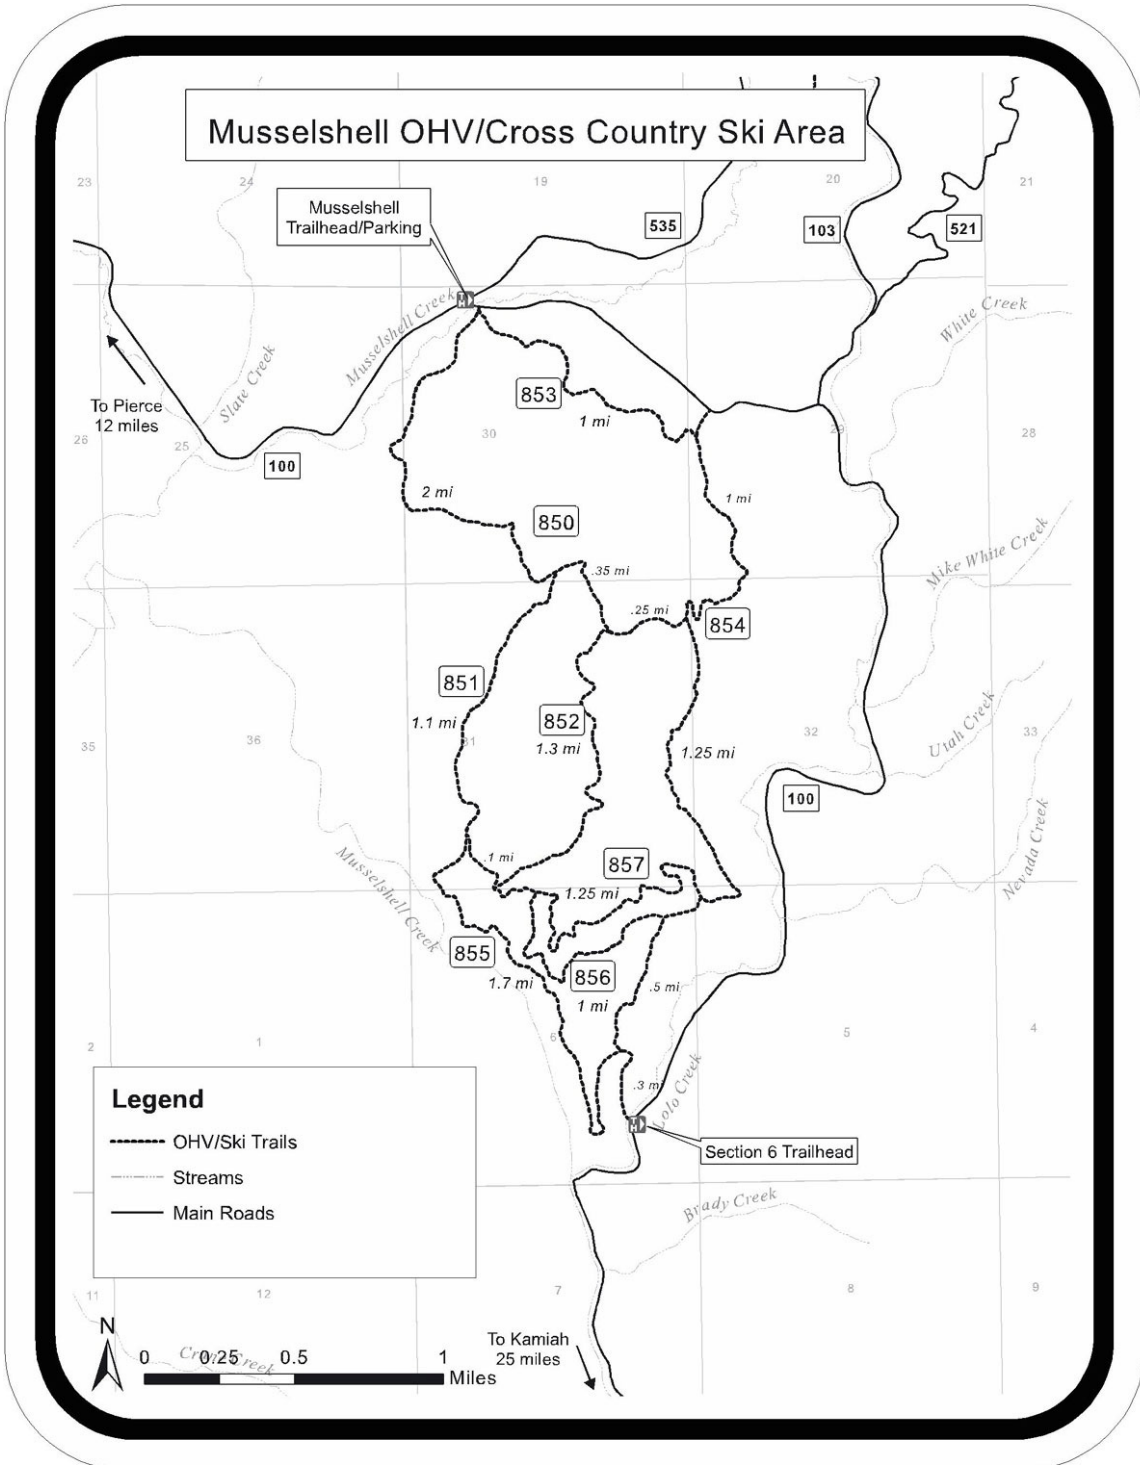 Musselshell OHV/Cross Country Ski Area
23
24
19
20
21
Musselshell
Trailhead/Parking
535
103
521
Musselshell Creek
White Creek
Slate Creek
To Pierce
12 miles
853
1 mi
26
25
30
29
28
100
2 mi
1 mi
850
Mike White Creek
.35 mi
.25 mi
854
851
1.1 mi
852
1.3 mi
1.25 mi
35
36
31
32
33
Utah Creek
100
Nevada Creek
Musselshell Creek
.1 mi
857
1.25 mi
855
1.7 mi
856
1 mi
.5 mi
2
1
6
5
4
.3 mi
Lolo Creek
Section 6 Trailhead
Legend
OHV/Ski Trails
Streams
Main Roads
Brady Creek
11
12
7
8
9
N
0 0.25 0.5 1
Miles
Creek
To Kamiah
25 miles